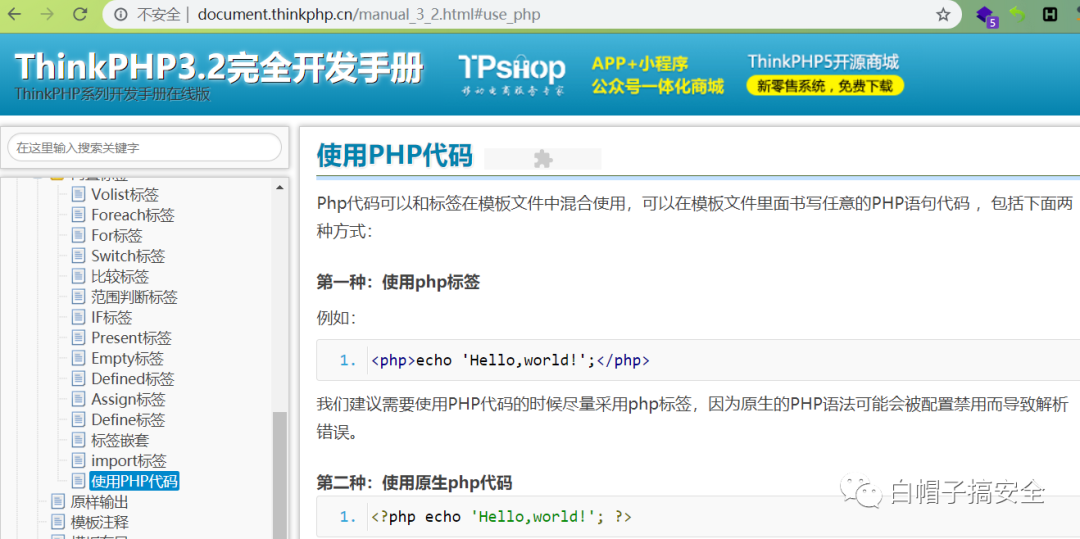 不安全 | document.thinkphp.cn/manual_3_2.html#use_php
5
H
ThinkPHP3.2完全开发手册
ThinkPHP系列开发手册在线版
TPshop
移动电商服务专家
APP+小程序
公众号一体化商城
ThinkPHP5开源商城
新零售系统，免费下载
在这里输入搜索关键字
Volist标签
Foreach标签
For标签
Switch标签
比较标签
范围判断标签
IF标签
Present标签
Empty标签
Defined标签
Assign标签
Define标签
标签嵌套
import标签
使用PHP代码
原样输出
模板注释
使用PHP代码
Php代码可以和标签在模板文件中混合使用，可以在模板文件里面书写任意的PHP语句代码 ，包括下面两
种方式：
第一种：使用php标签
例如：
1. <php>echo 'Hello,world!';</php>
我们建议需要使用PHP代码的时候尽量采用php标签，因为原生的PHP语法可能会被配置禁用而导致解析
错误。
第二种：使用原生php代码
1. <?php echo 'Hello,world!'; ?>
白帽子搞安全